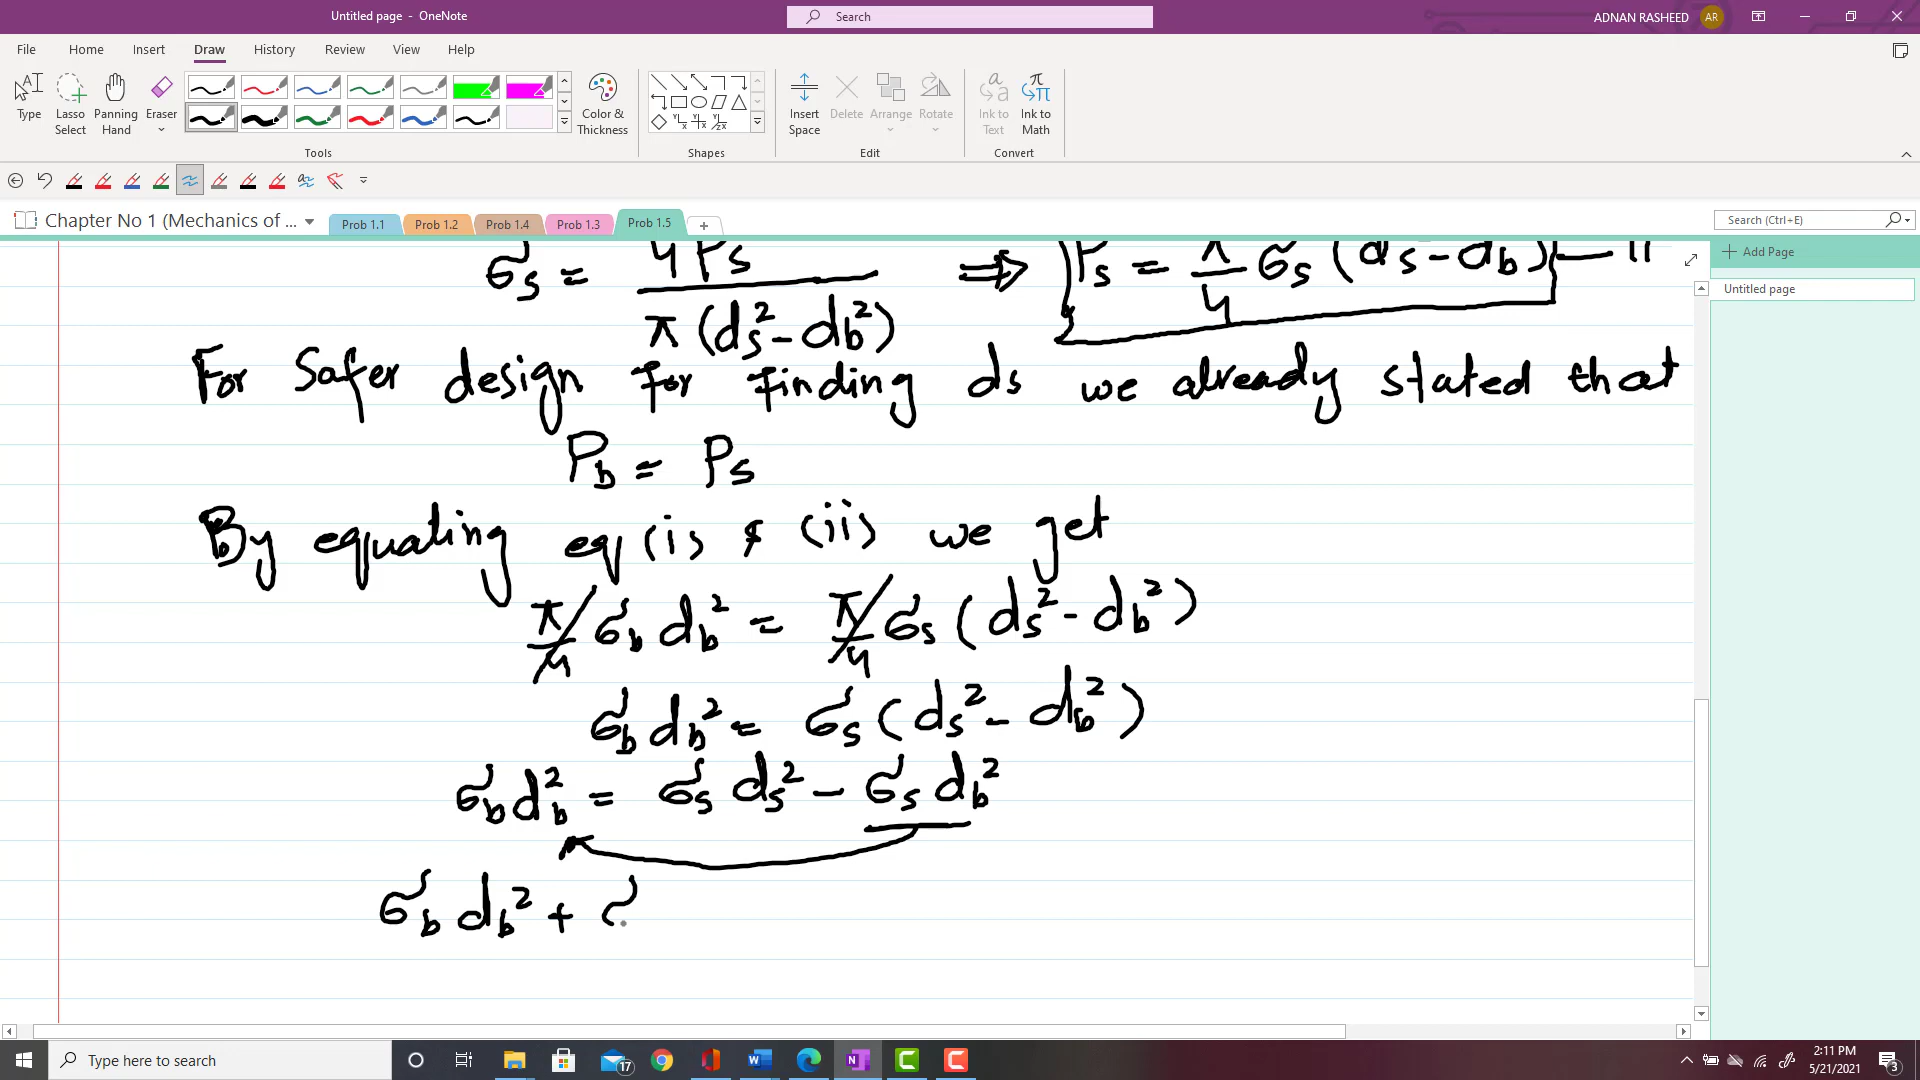 Untitled page - OneNote
Search
ADNAN RASHEED AR
File Home Insert Draw History Review View Help
Type
Lasso Select
Panning Hand
Eraser
Color & Thickness
Insert Space
Delete
Arrange
Rotate
Ink to Text
Ink to Math
Tools
Shapes
Edit
Convert
Chapter No 1 (Mechanics of ...
Prob 1.1 Prob 1.2 Prob 1.4 Prob 1.3 Prob 1.5
Search (Ctrl+E)
Add Page
Untitled page
σs = 4Ps / π(ds² - db²) ⇒ Ps = π/4 σs (ds - db) — ii
For Safer design for finding ds we already stated that
Pb = Ps
By equating eq (i) & (ii) we get
π/4 σb db² = π/4 σs (ds² - db²)
σb db² = σs (ds² - db²)
σb db² = σs ds² - σs db²
σb db² +
Type here to search
17
2:11 PM
5/21/2021
3